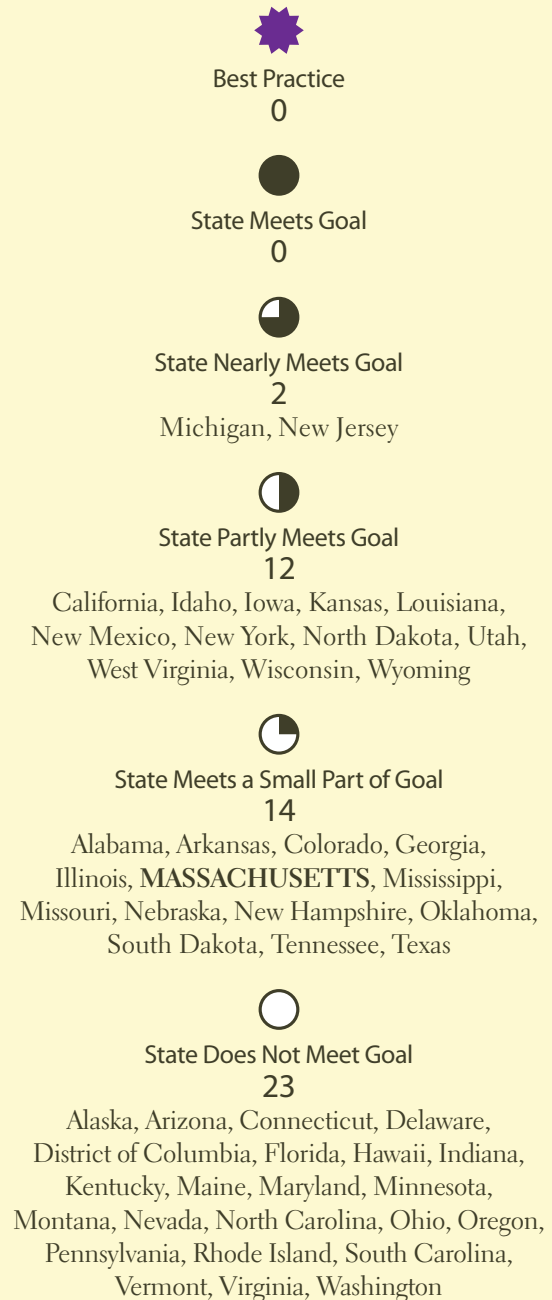 Best Practice
0
State Meets Goal
0
State Nearly Meets Goal
2
Michigan, New Jersey
State Partly Meets Goal
12
California, Idaho, Iowa, Kansas, Louisiana,
New Mexico, New York, North Dakota, Utah,
West Virginia, Wisconsin, Wyoming
State Meets a Small Part of Goal
14
Alabama, Arkansas, Colorado, Georgia,
Illinois, MASSACHUSETTS, Mississippi,
Missouri, Nebraska, New Hampshire, Oklahoma,
South Dakota, Tennessee, Texas
State Does Not Meet Goal
23
Alaska, Arizona, Connecticut, Delaware,
District of Columbia, Florida, Hawaii, Indiana,
Kentucky, Maine, Maryland, Minnesota,
Montana, Nevada, North Carolina, Ohio, Oregon,
Pennsylvania, Rhode Island, South Carolina,
Vermont, Virginia, Washington